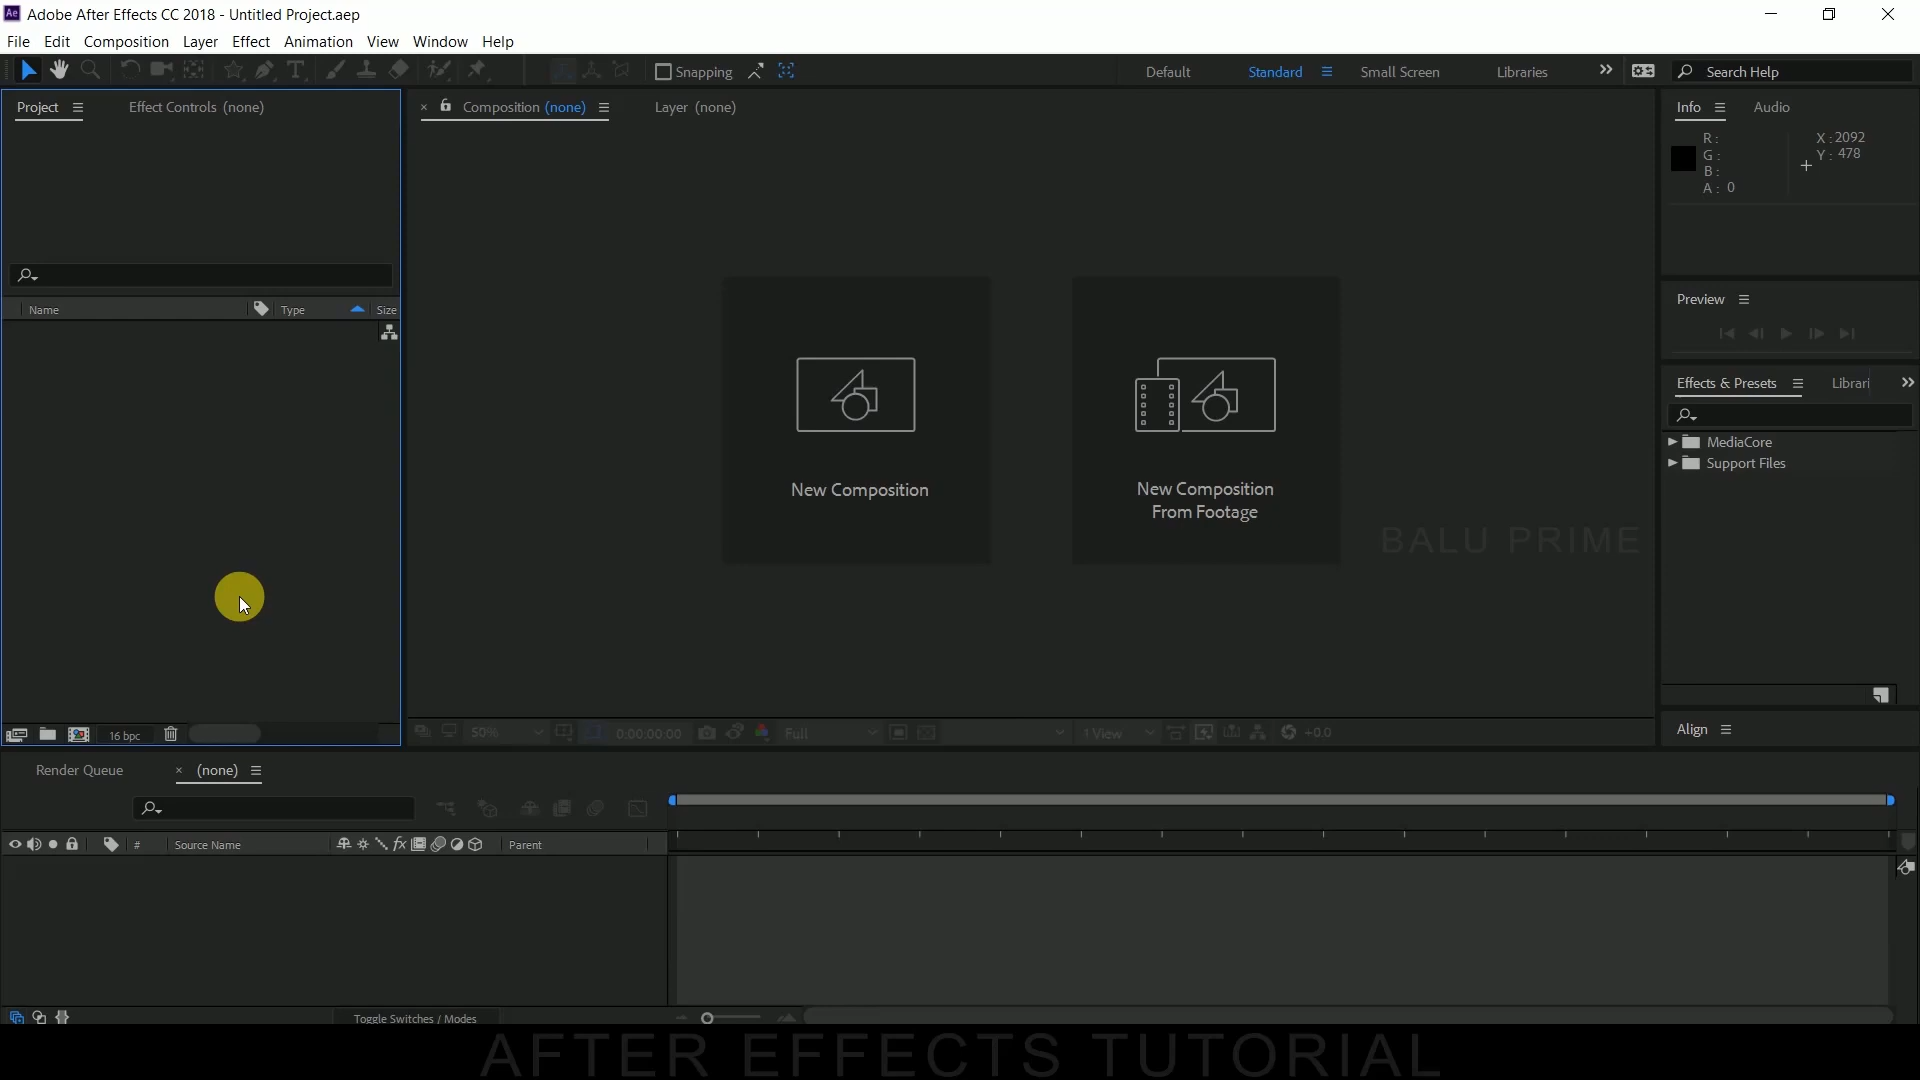 Ae Adobe After Effects CC 2018 - Untitled Project.aep
File Edit Composition Layer Effect Animation View Window Help
Snapping Default Standard Small Screen Libraries Search Help
Project Effect Controls (none) Composition (none) Layer (none) Info Audio
R: X: 2092
G: Y: 478
B:
A: 0
Preview
Name Type Size
Effects & Presets Librari
MediaCore
Support Files
New Composition
New Composition
From Footage
BALU PRIME
16 bpc 50% 0:00:00:00 Full 1 View +0.0 Align
Render Queue (none)
# Source Name fx Parent
Toggle Switches / Modes
AFTER EFFECTS TUTORIAL